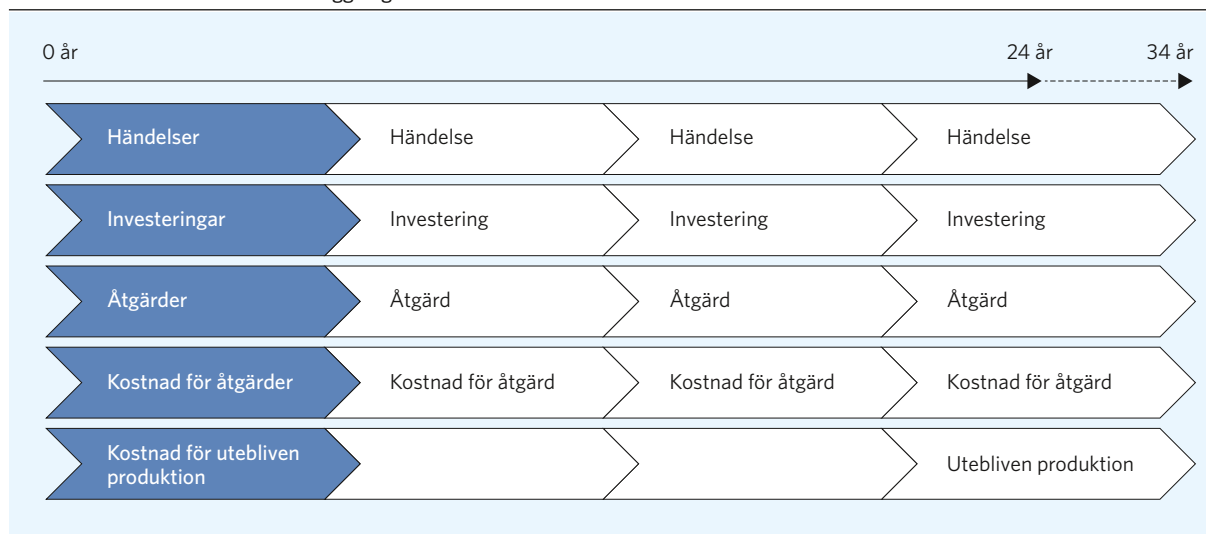 0 år 24 år 34 år
Händelser Händelse Händelse Händelse
Investeringar Investering Investering Investering
Åtgärder Åtgärd Åtgärd Åtgärd
Kostnad för åtgärder Kostnad för åtgärd Kostnad för åtgärd Kostnad för åtgärd
Kostnad för utebliven
produktion
Utebliven produktion